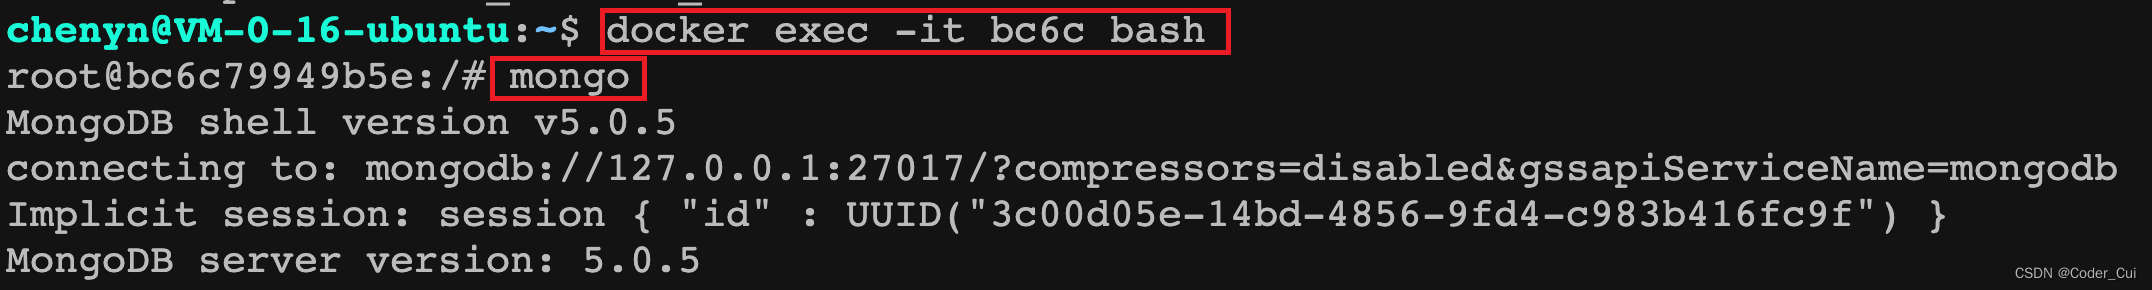 chenyn@VM-0-16-ubuntu:~$ docker exec -it bc6c bash
root@bc6c79949b5e:/# mongo
MongoDB shell version v5.0.5
connecting to: mongodb://127.0.0.1:27017/?compressors=disabled&gssapiServiceName=mongodb
Implicit session: session { "id" : UUID("3c00d05e-14bd-4856-9fd4-c983b416fc9f") }
MongoDB server version: 5.0.5
CSDN @Coder_Cui